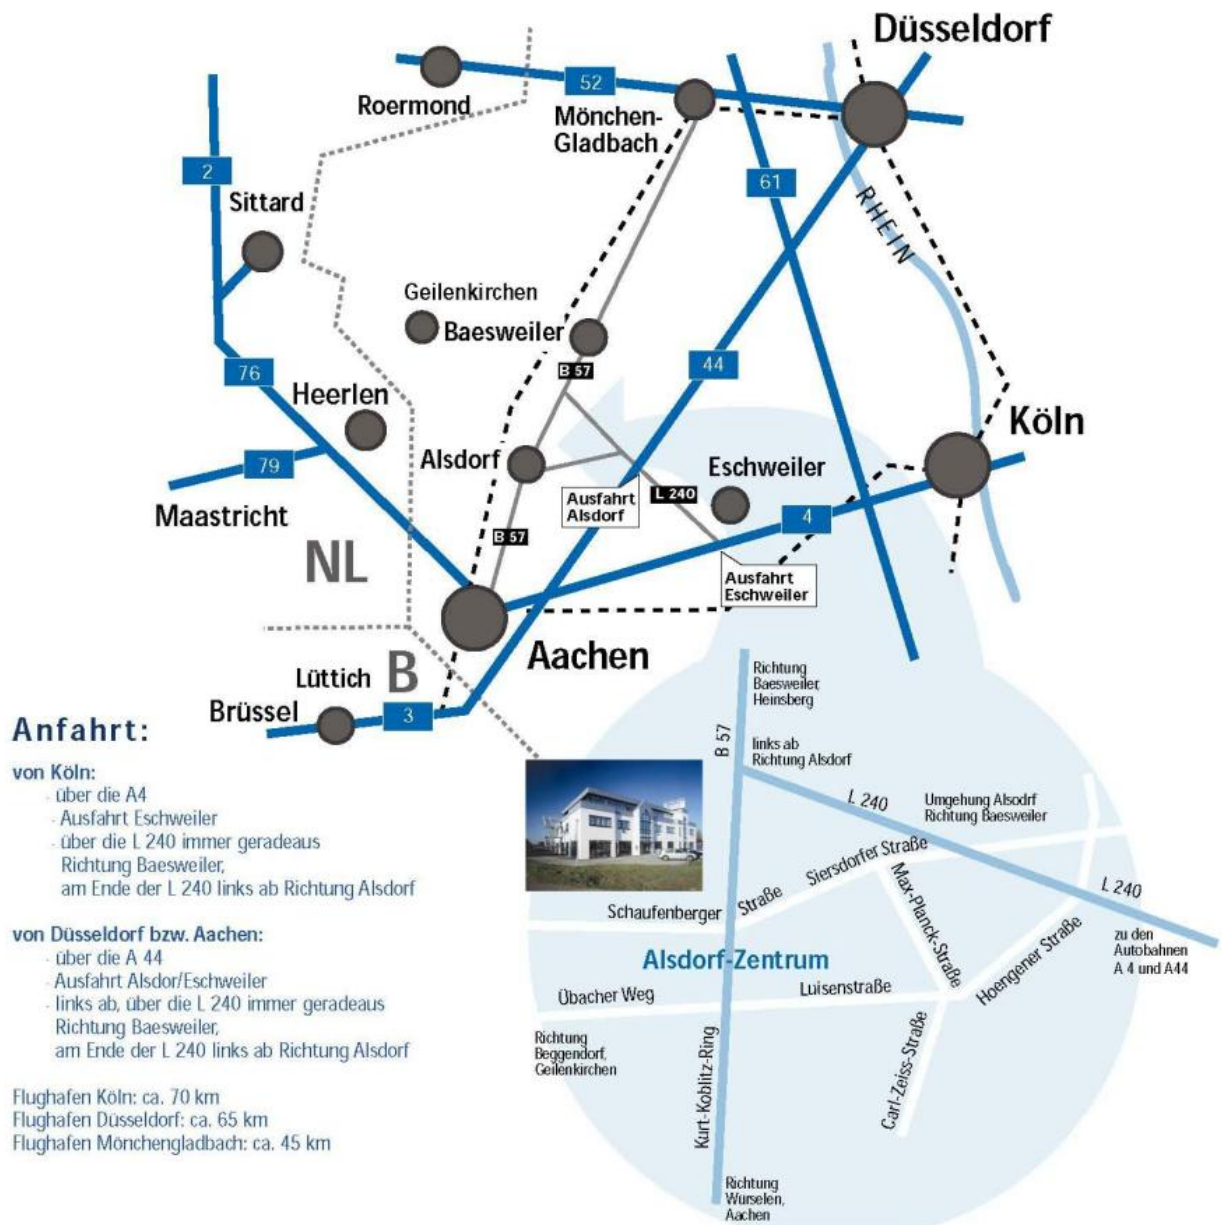 Düsseldorf
52
Roermond
Mönchen-
Gladbach
2
61
Sittard
RHEIN
Geilenkirchen
Baesweiler
B 57
44
76
Heerlen
Köln
Alsdorf
79
Eschweiler
Ausfahrt
Alsdorf
L 240
4
Maastricht
B 57
NL
Ausfahrt
Eschweiler
Aachen
B
Lüttich
Brüssel
3
Anfahrt:
von Köln:
- über die A4
- Ausfahrt Eschweiler
- über die L 240 immer geradeaus
Richtung Baesweiler,
am Ende der L 240 links ab Richtung Alsdorf
von Düsseldorf bzw. Aachen:
- über die A 44
- Ausfahrt Alsdor/Eschweiler
- links ab, über die L 240 immer geradeaus
Richtung Baesweiler,
am Ende der L 240 links ab Richtung Alsdorf
Flughafen Köln: ca. 70 km
Flughafen Düsseldorf: ca. 65 km
Flughafen Mönchengladbach: ca. 45 km
Richtung
Baesweiler,
Heinsberg
B 57
links ab
Richtung Alsdorf
L 240
Umgehung Alsodrf
Richtung Baesweiler
Siersdorfer Straße
L 240
Schaufenberger Straße
Max-Planck-Straße
Hoengener Straße
zu den
Autobahnen
A 4 und A44
Alsdorf-Zentrum
Übacher Weg
Luisenstraße
Richtung
Beggendorf,
Geilenkirchen
Kurt-Koblitz-Ring
Carl-Zeiss-Straße
Richtung
Wurselen,
Aachen